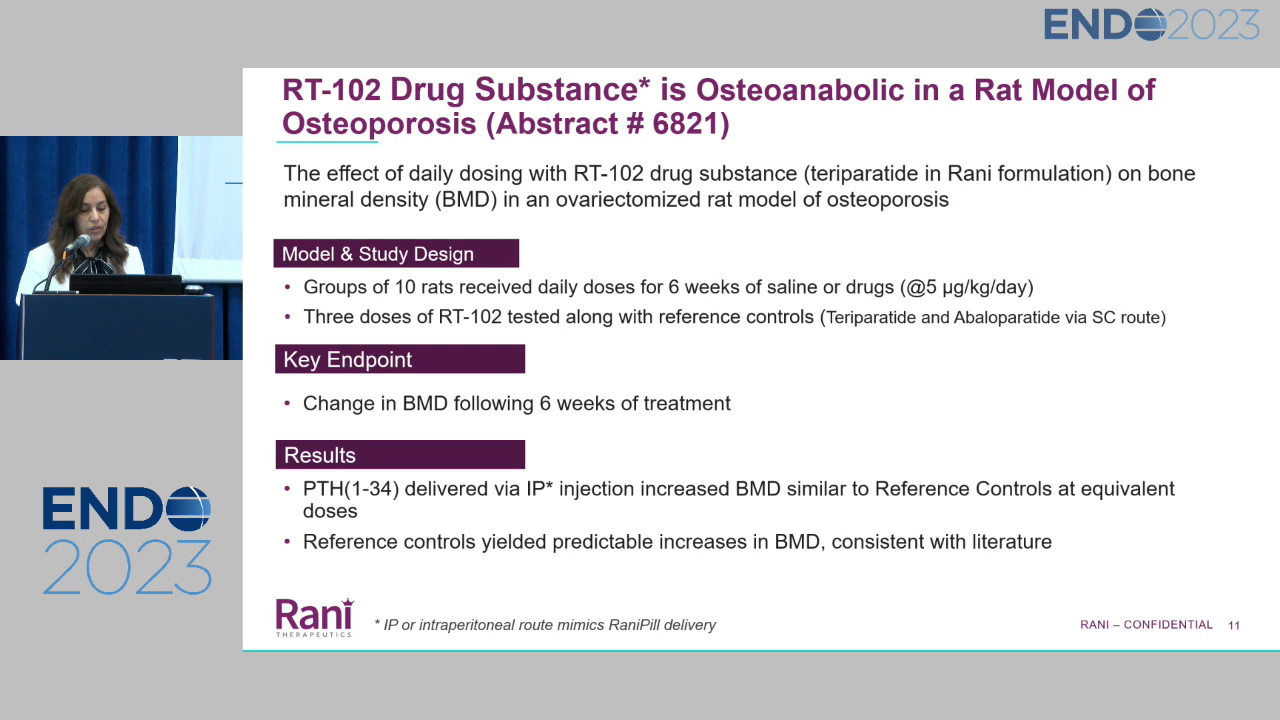 END 2023
RT-102 Drug Substance* is Osteoanabolic in a Rat Model of
Osteoporosis (Abstract # 6821)
The effect of daily dosing with RT-102 drug substance (teriparatide in Rani formulation) on bone
mineral density (BMD) in an ovariectomized rat model of osteoporosis
Model & Study Design
• Groups of 10 rats received daily doses for 6 weeks of saline or drugs (@5 µg/kg/day)
• Three doses of RT-102 tested along with reference controls (Teriparatide and Abaloparatide via SC route)
Key Endpoint
• Change in BMD following 6 weeks of treatment
Results
• PTH(1-34) delivered via IP* injection increased BMD similar to Reference Controls at equivalent
doses
• Reference controls yielded predictable increases in BMD, consistent with literature
ENDO
2023
Rani
THERAPEUTICS
* IP or intraperitoneal route mimics RaniPill delivery
RANI – CONFIDENTIAL 11